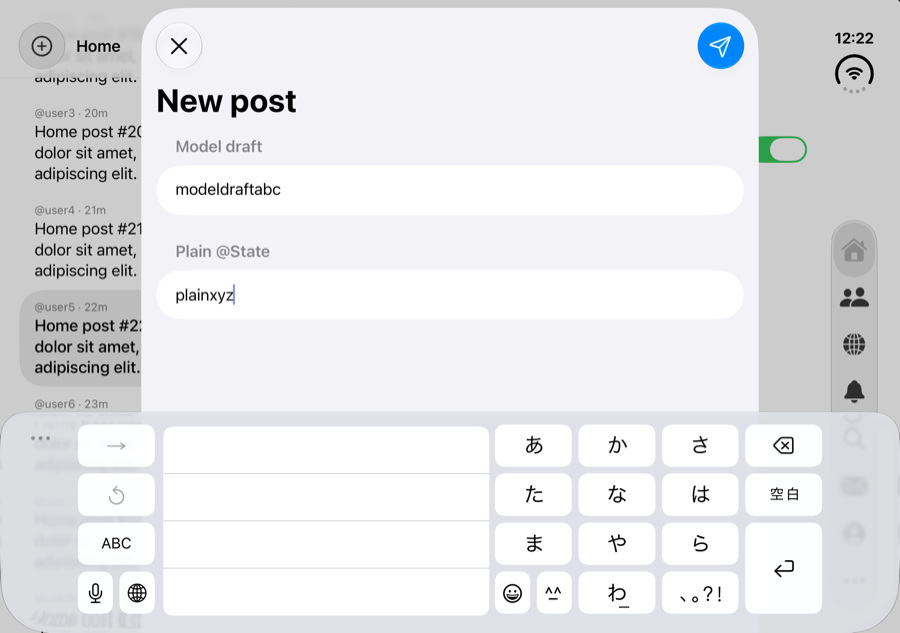 Home
adipiscing elit.
@user3 · 20m
Home post #20
dolor sit amet,
adipiscing elit.
@user4 · 21m
Home post #21
dolor sit amet,
adipiscing elit.
@user5 · 22m
Home post #22
dolor sit amet,
adipiscing elit.
@user6 · 23m
New post
Model draft
modeldraftabc
Plain @State
plainxyz
12:22
→ あ か さ
た な は 空白
ABC ま や ら
^^ わ 、。?!